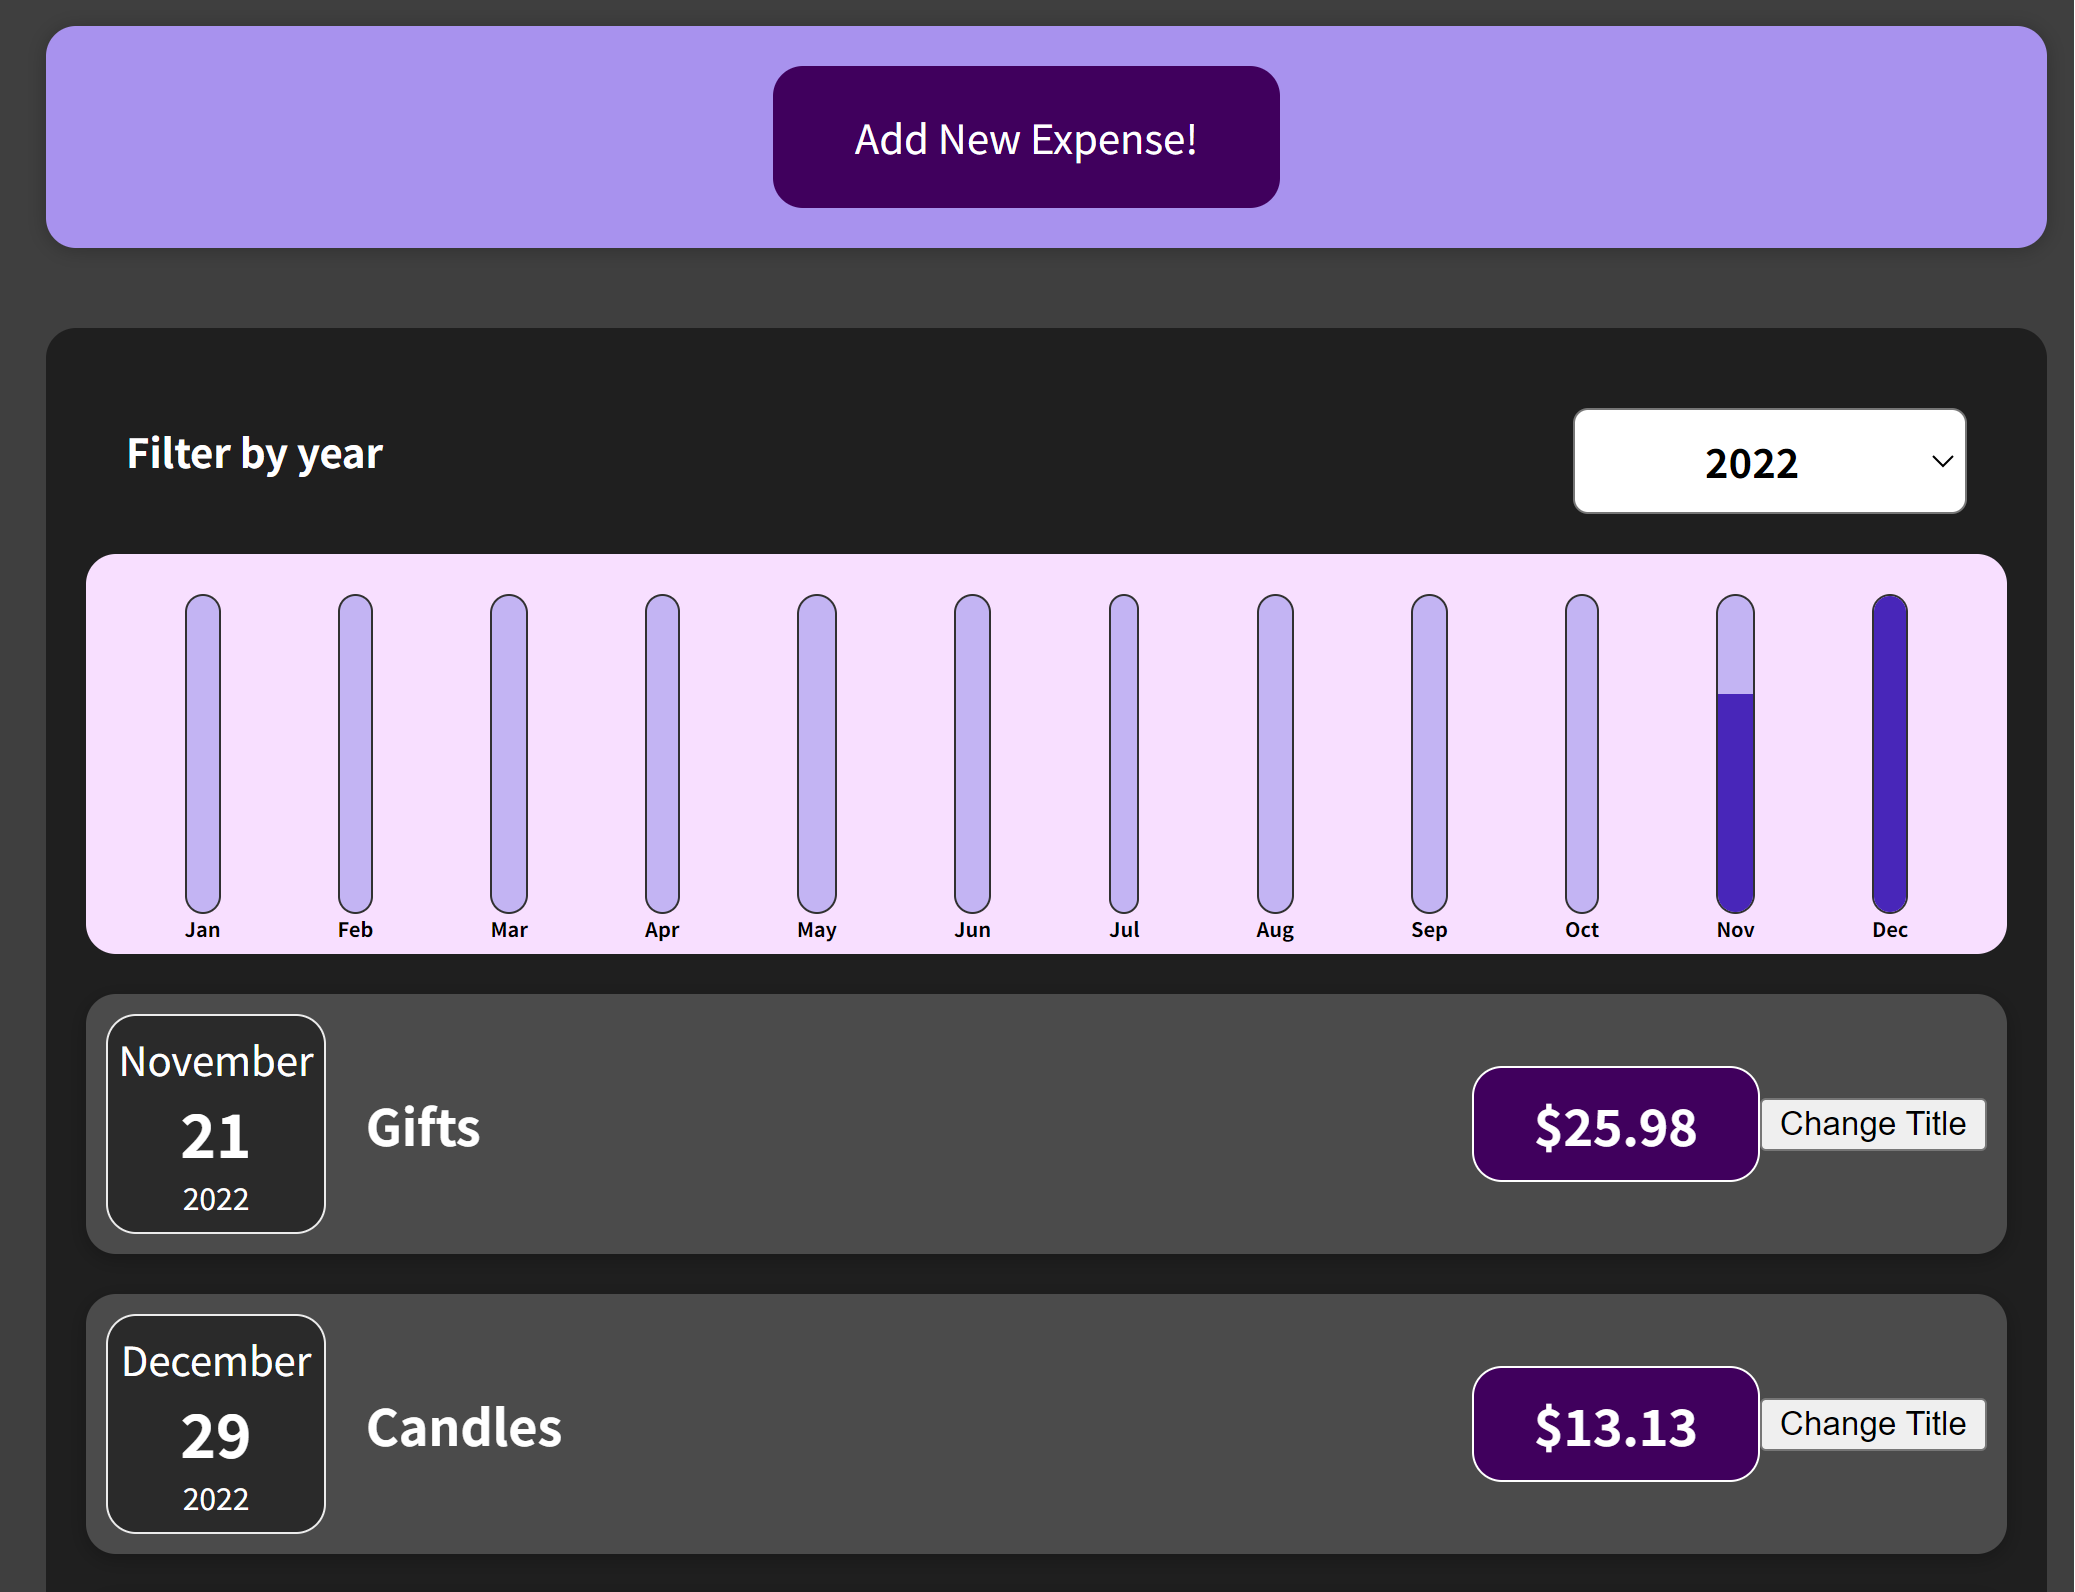 Add New Expense!
Filter by year
2022
Jan Feb Mar Apr May Jun Jul Aug Sep Oct Nov Dec
November
21
2022
Gifts
$25.98
Change Title
December
29
2022
Candles
$13.13
Change Title